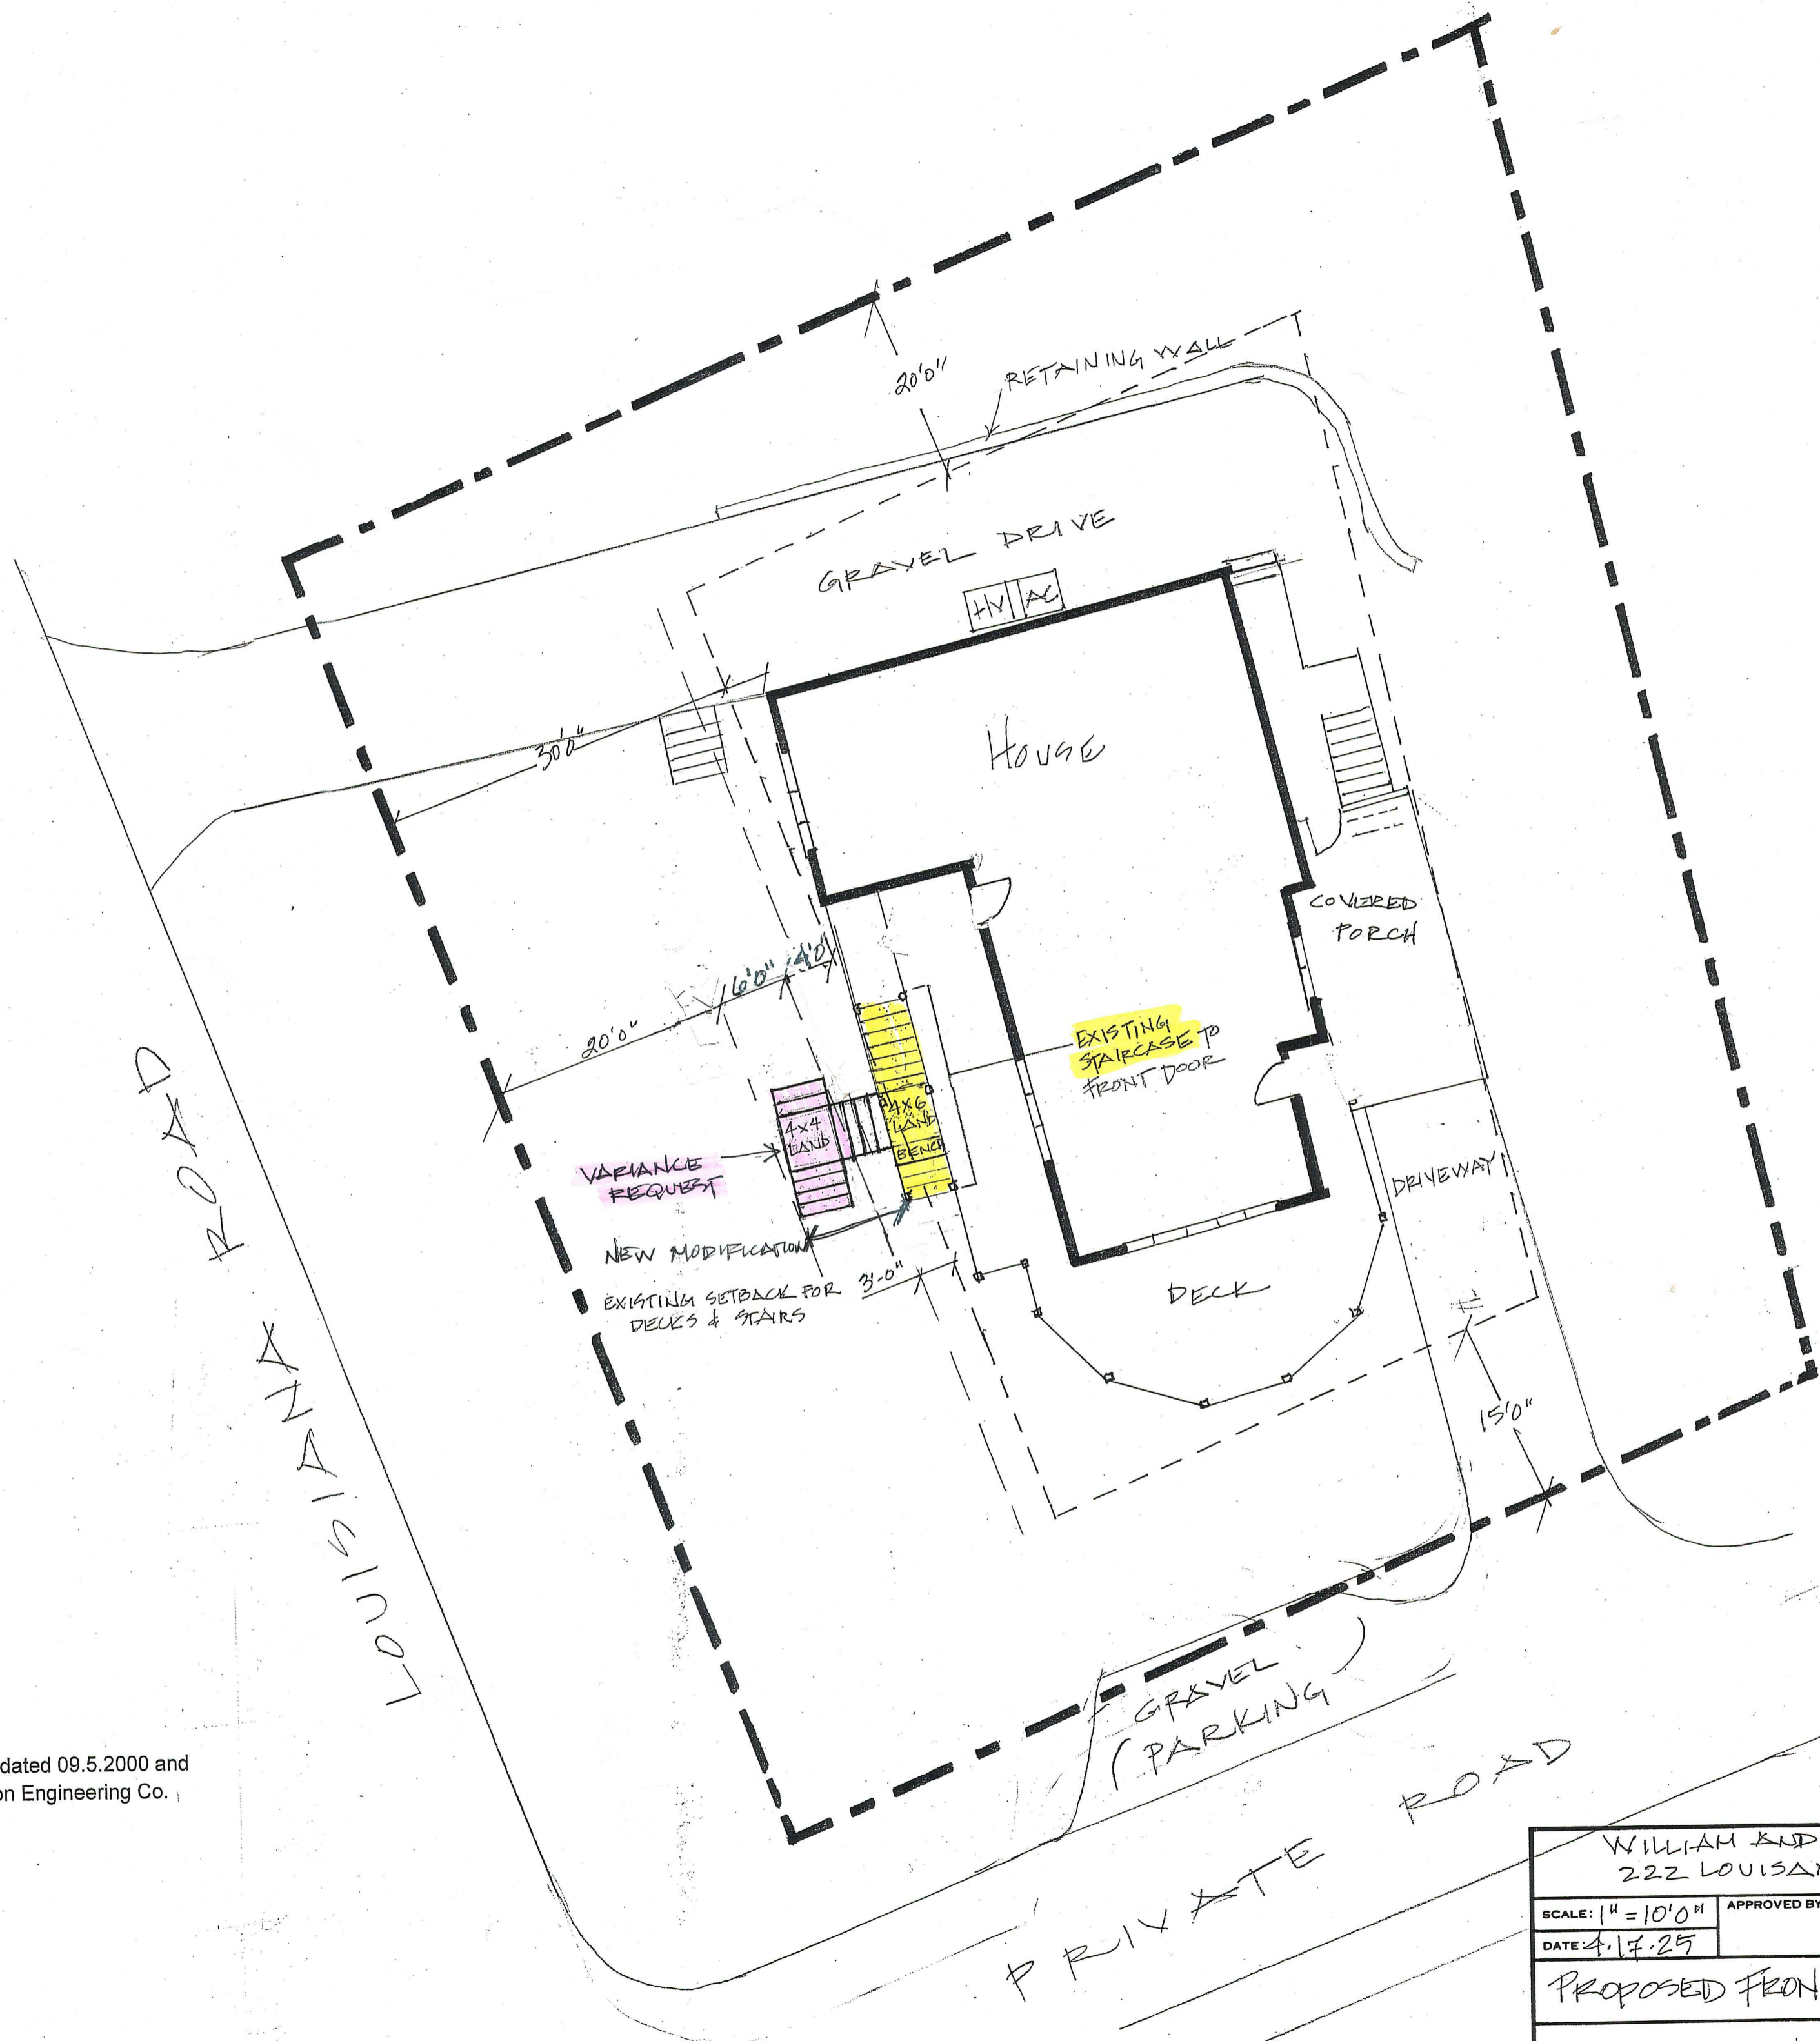 20'0"
RETAINING WALL
GRAVEL DRIVE
HV AC
HOUSE
30'0"
COVERED
PORCH
20'0" 6'0" 4'0"
EXISTING
STAIRCASE TO
FRONT DOOR
4X6
LAND
BENCH
4x4
LAND
VARIANCE
REQUEST
NEW MODIFICATION
EXISTING SETBACK FOR
DECKS & STAIRS
3'-0"
DRIVEWAY
DECK
15'0"
LOUISIANA ROAD
GRAVEL
PARKING
PRIVATE ROAD
dated 09.5.2000 and
on Engineering Co.
WILLIAM AND
222 LOUISA
SCALE: 1" = 10'0"
APPROVED BY
DATE: 4.17.25
PROPOSED FRON